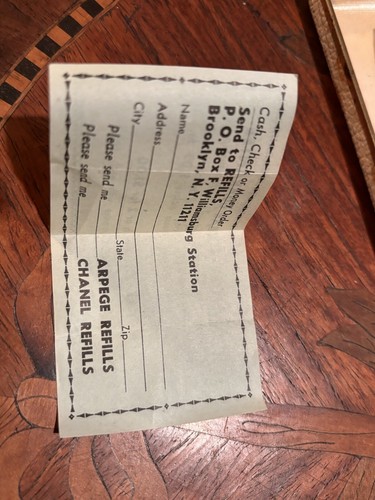 Cash, Check or Money Order
Send to REFILLS,
P. O. Box F, Williamsburg Station
Brooklyn, N. Y. 11211
Name
Address
City State Zip
Please send me ARPEGE REFILLS
Please send me CHANEL REFILLS